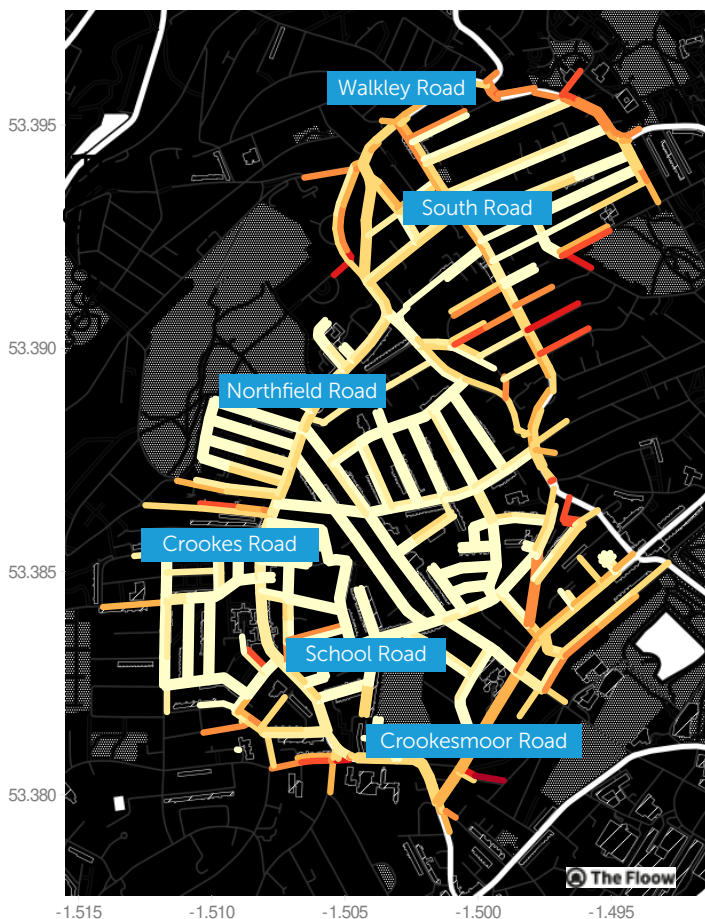 Walkley Road
53.395
South Road
53.390
Northfield Road
Crookes Road
53.385
School Road
Crookesmoor Road
53.380
The Floow
-1.515 -1.510 -1.505 -1.500 -1.495